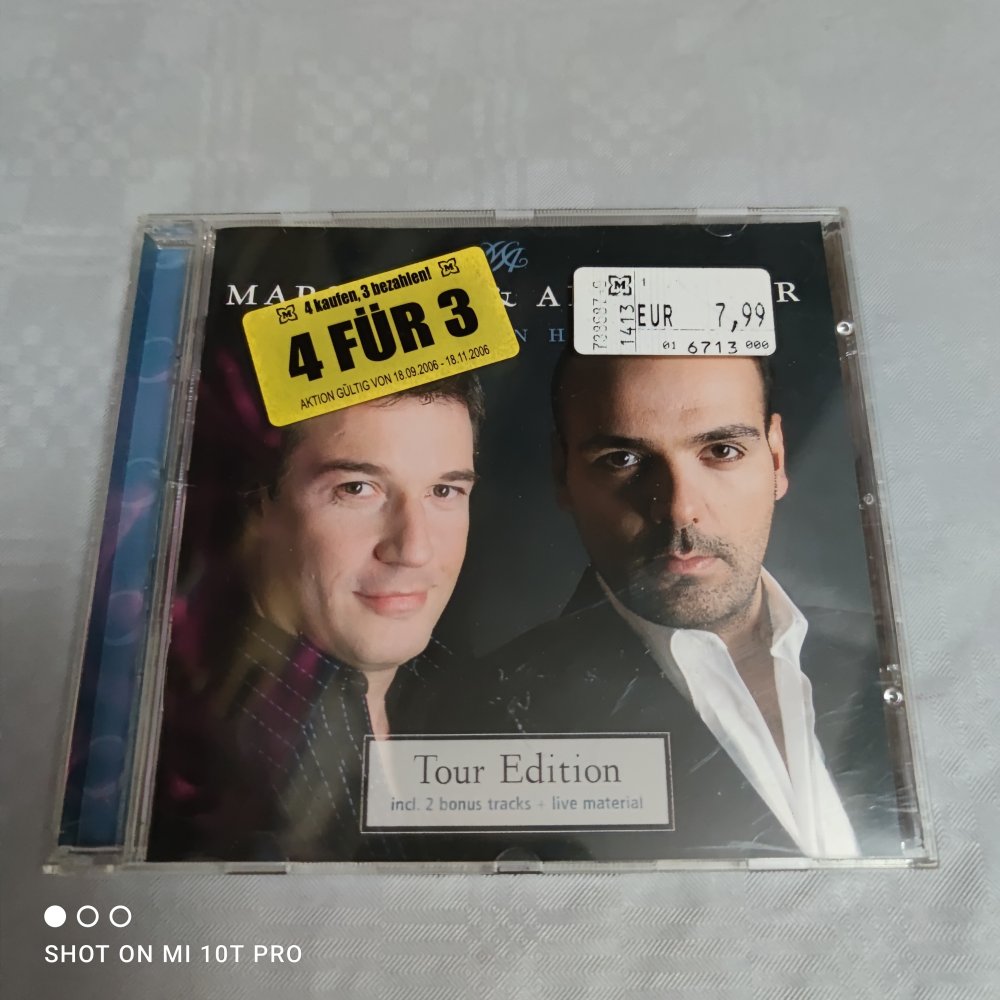 MAR & A R
N H
4 kaufen, 3 bezahlen!
4 FÜR 3
AKTION GÜLTIG VON 18.09.2006 - 18.11.2006
1
1413
EUR 7,99
01 6713 000
Tour Edition
incl. 2 bonus tracks + live material
SHOT ON MI 10T PRO